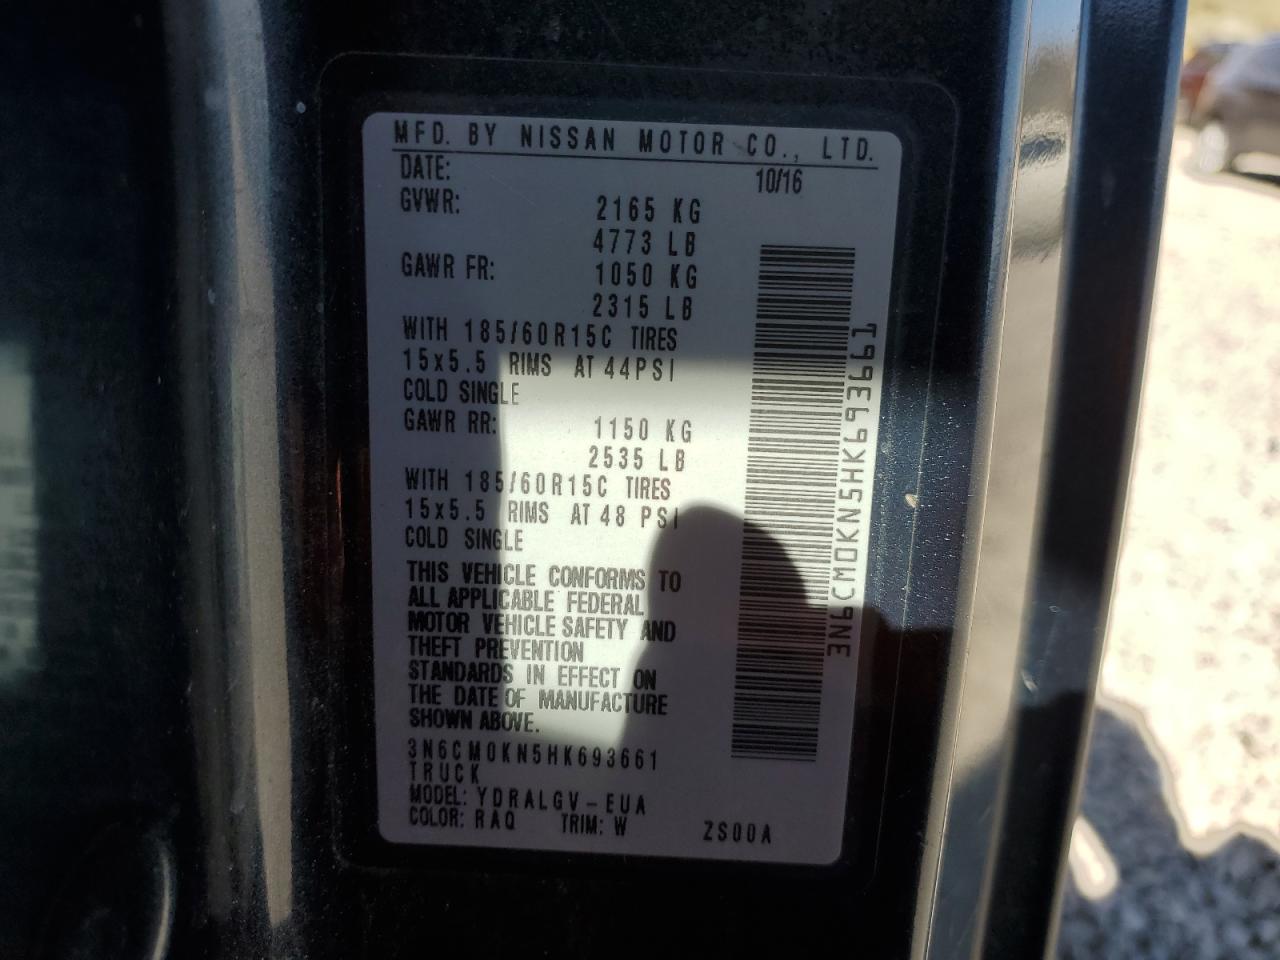 MFD. BY NISSAN MOTOR CO., LTD.
DATE: 10/16
GVWR: 2165 KG
4773 LB
GAWR FR: 1050 KG
2315 LB
WITH 185/60R15C TIRES
15x5.5 RIMS AT 44PSI
COLD SINGLE
GAWR RR: 1150 KG
2535 LB
WITH 185/60R15C TIRES
15x5.5 RIMS AT 48 PSI
COLD SINGLE
THIS VEHICLE CONFORMS TO
ALL APPLICABLE FEDERAL
MOTOR VEHICLE SAFETY AND
THEFT PREVENTION
STANDARDS IN EFFECT ON
THE DATE OF MANUFACTURE
SHOWN ABOVE.
3N6CM0KN5HK693661
TRUCK
MODEL: YDRALGV-EUA
COLOR: RAQ TRIM: W ZS00A
3N6CM0KN5HK693661